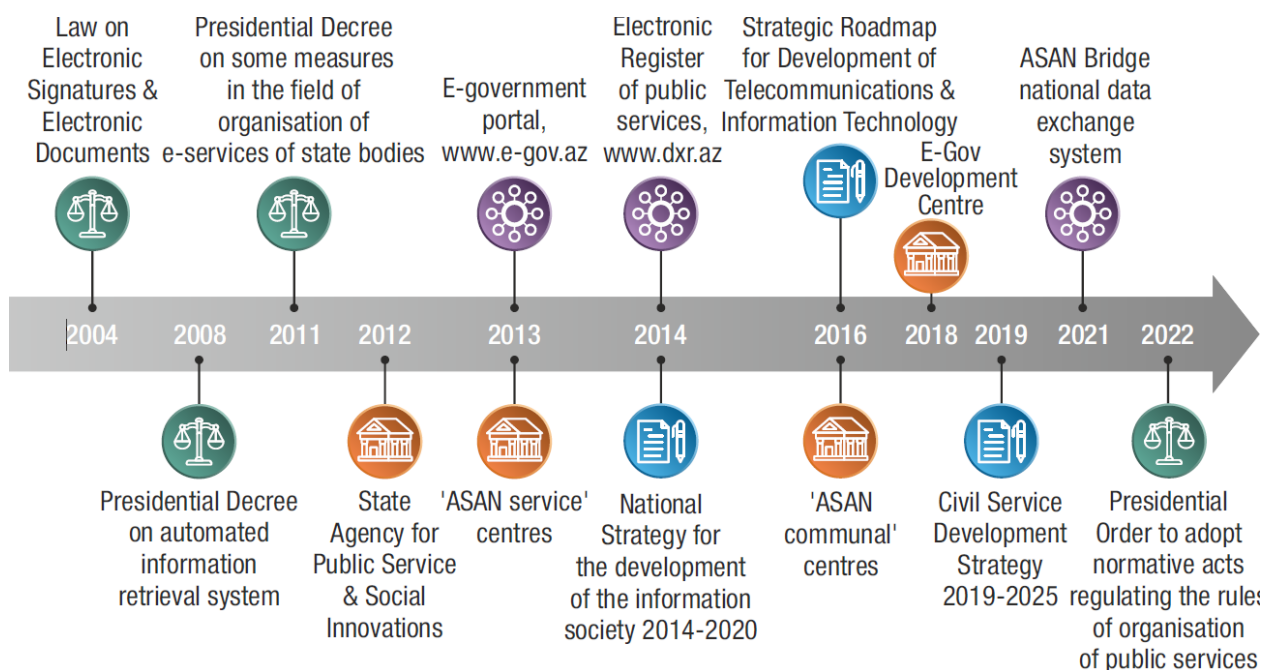 Law on
Electronic
Signatures &
Electronic
Documents
Presidential Decree
on some measures
in the field of
organisation of
e-services of state bodies
E-government
portal,
www.e-gov.az
Electronic
Register
of public
services,
www.dxr.az
Strategic Roadmap
for Development of
Telecommunications &
Information Technology
E-Gov
Development
Centre
ASAN Bridge
national data
exchange
system
2004
2008
2011
2012
2013
2014
2016
2018
2019
2021
2022
Presidential Decree
on automated
information
retrieval system
State
Agency for
Public Service
& Social
Innovations
'ASAN service'
centres
National
Strategy for
the development
of the information
society 2014-2020
'ASAN
communal'
centres
Civil Service
Development
Strategy
2019-2025
Presidential
Order to adopt
normative acts
regulating the rules
of organisation
of public services